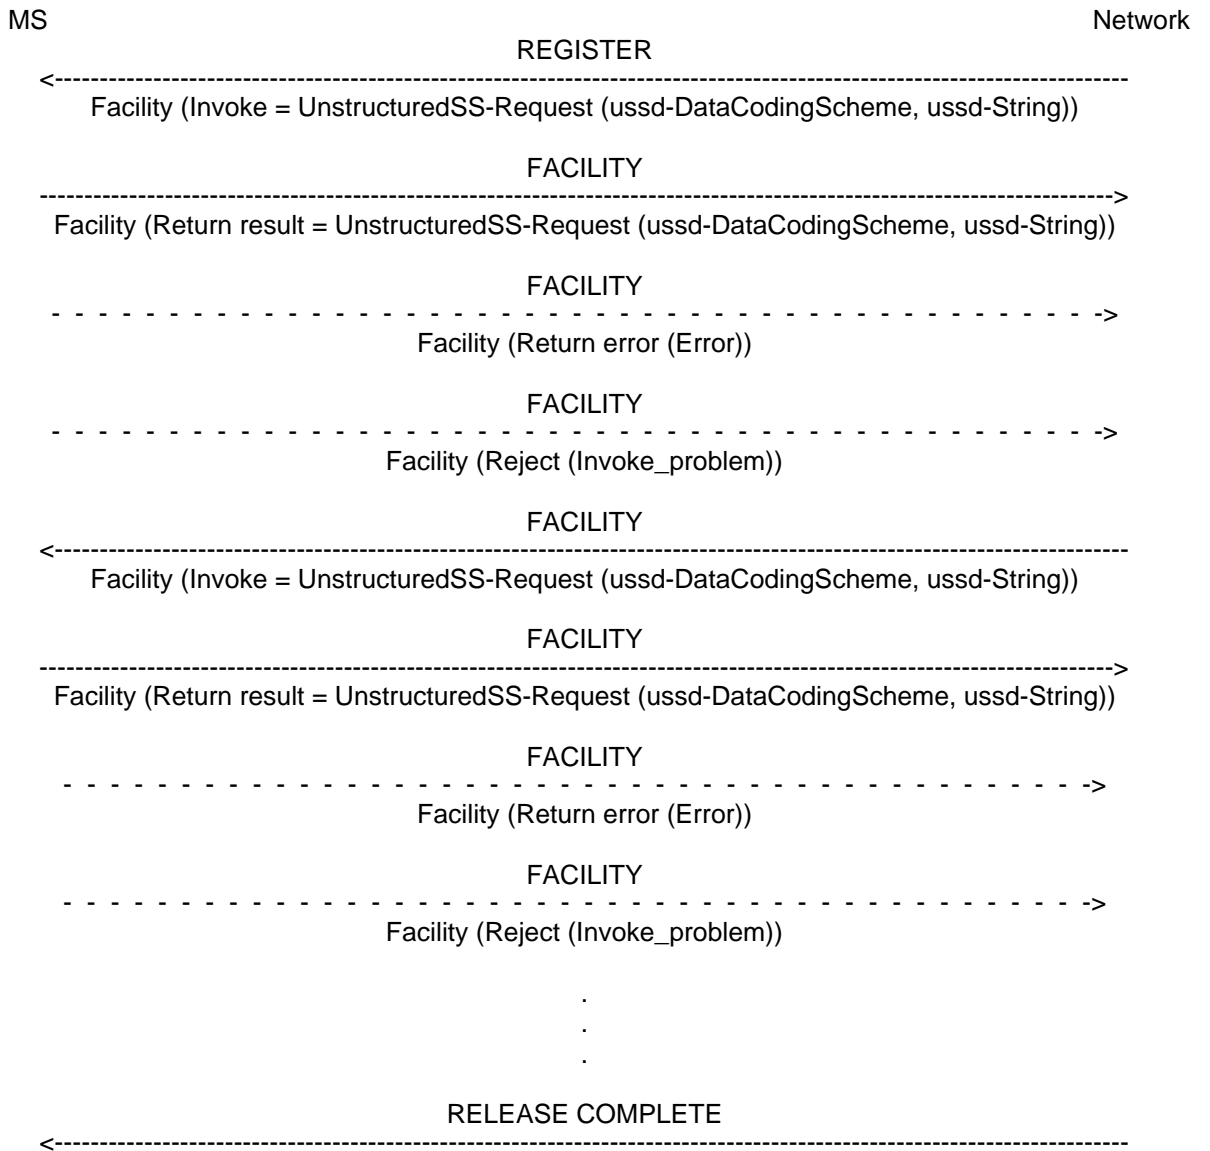 MS Network
REGISTER
<------------------------------------------------------------------------------------------------------------------------
Facility (Invoke = UnstructuredSS-Request (ussd-DataCodingScheme, ussd-String))
FACILITY
------------------------------------------------------------------------------------------------------------------------>
Facility (Return result = UnstructuredSS-Request (ussd-DataCodingScheme, ussd-String))
FACILITY
- - - - - - - - - - - - - - - - - - - - - - - - - - - - - - - - - - - - - - - - - - - - ->
Facility (Return error (Error))
FACILITY
- - - - - - - - - - - - - - - - - - - - - - - - - - - - - - - - - - - - - - - - - - - - ->
Facility (Reject (Invoke_problem))
FACILITY
<------------------------------------------------------------------------------------------------------------------------
Facility (Invoke = UnstructuredSS-Request (ussd-DataCodingScheme, ussd-String))
FACILITY
------------------------------------------------------------------------------------------------------------------------>
Facility (Return result = UnstructuredSS-Request (ussd-DataCodingScheme, ussd-String))
FACILITY
- - - - - - - - - - - - - - - - - - - - - - - - - - - - - - - - - - - - - - - - - - - ->
Facility (Return error (Error))
FACILITY
- - - - - - - - - - - - - - - - - - - - - - - - - - - - - - - - - - - - - - - - - - - ->
Facility (Reject (Invoke_problem))
.
.
.
RELEASE COMPLETE
<------------------------------------------------------------------------------------------------------------------------